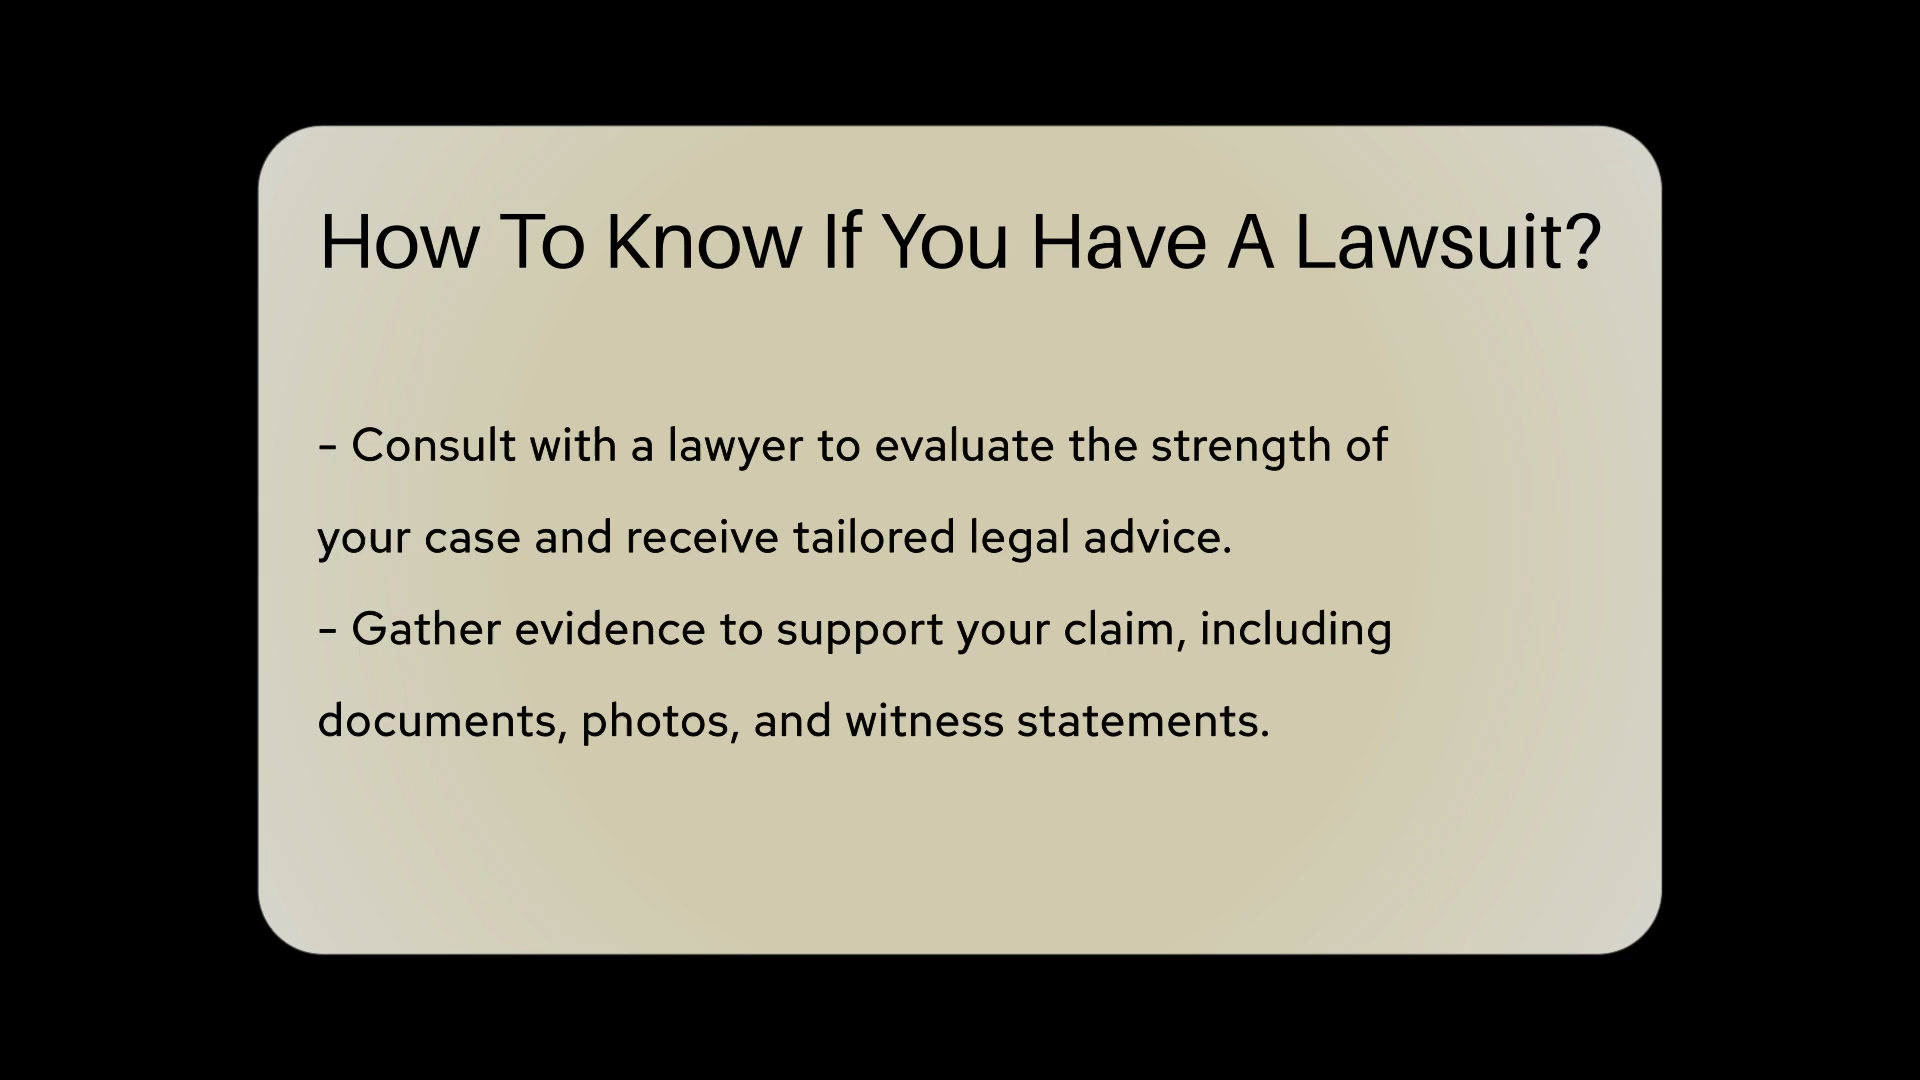 How To Know If You Have A Lawsuit?
- Consult with a lawyer to evaluate the strength of
your case and receive tailored legal advice.
- Gather evidence to support your claim, including
documents, photos, and witness statements.